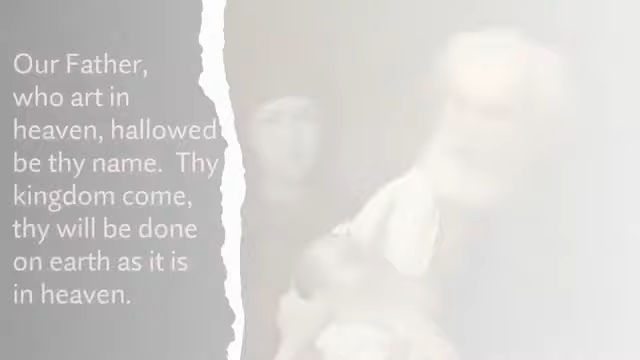 Our Father,
who art in
heaven, hallowed
be thy name. Thy
kingdom come,
thy will be done
on earth as it is
in heaven.